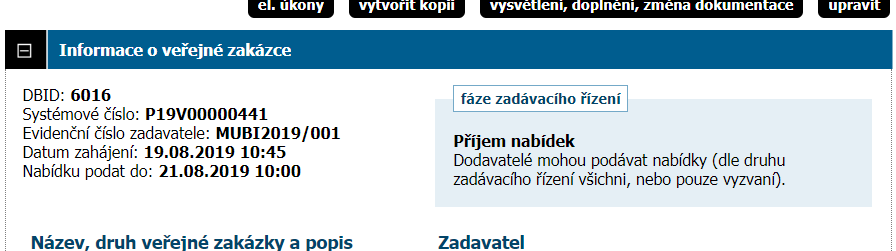 el. úkony vytvořit kopii vysvětlení, doplnění, změna dokumentace upravit
Informace o veřejné zakázce
DBID: 6016
Systémové číslo: P19V00000441
Evidenční číslo zadavatele: MUBI2019/001
Datum zahájení: 19.08.2019 10:45
Nabídku podat do: 21.08.2019 10:00
fáze zadávacího řízení
Příjem nabídek
Dodavatelé mohou podávat nabídky (dle druhu
zadávacího řízení všichni, nebo pouze vyzvaní).
Název, druh veřejné zakázky a popis
Zadavatel